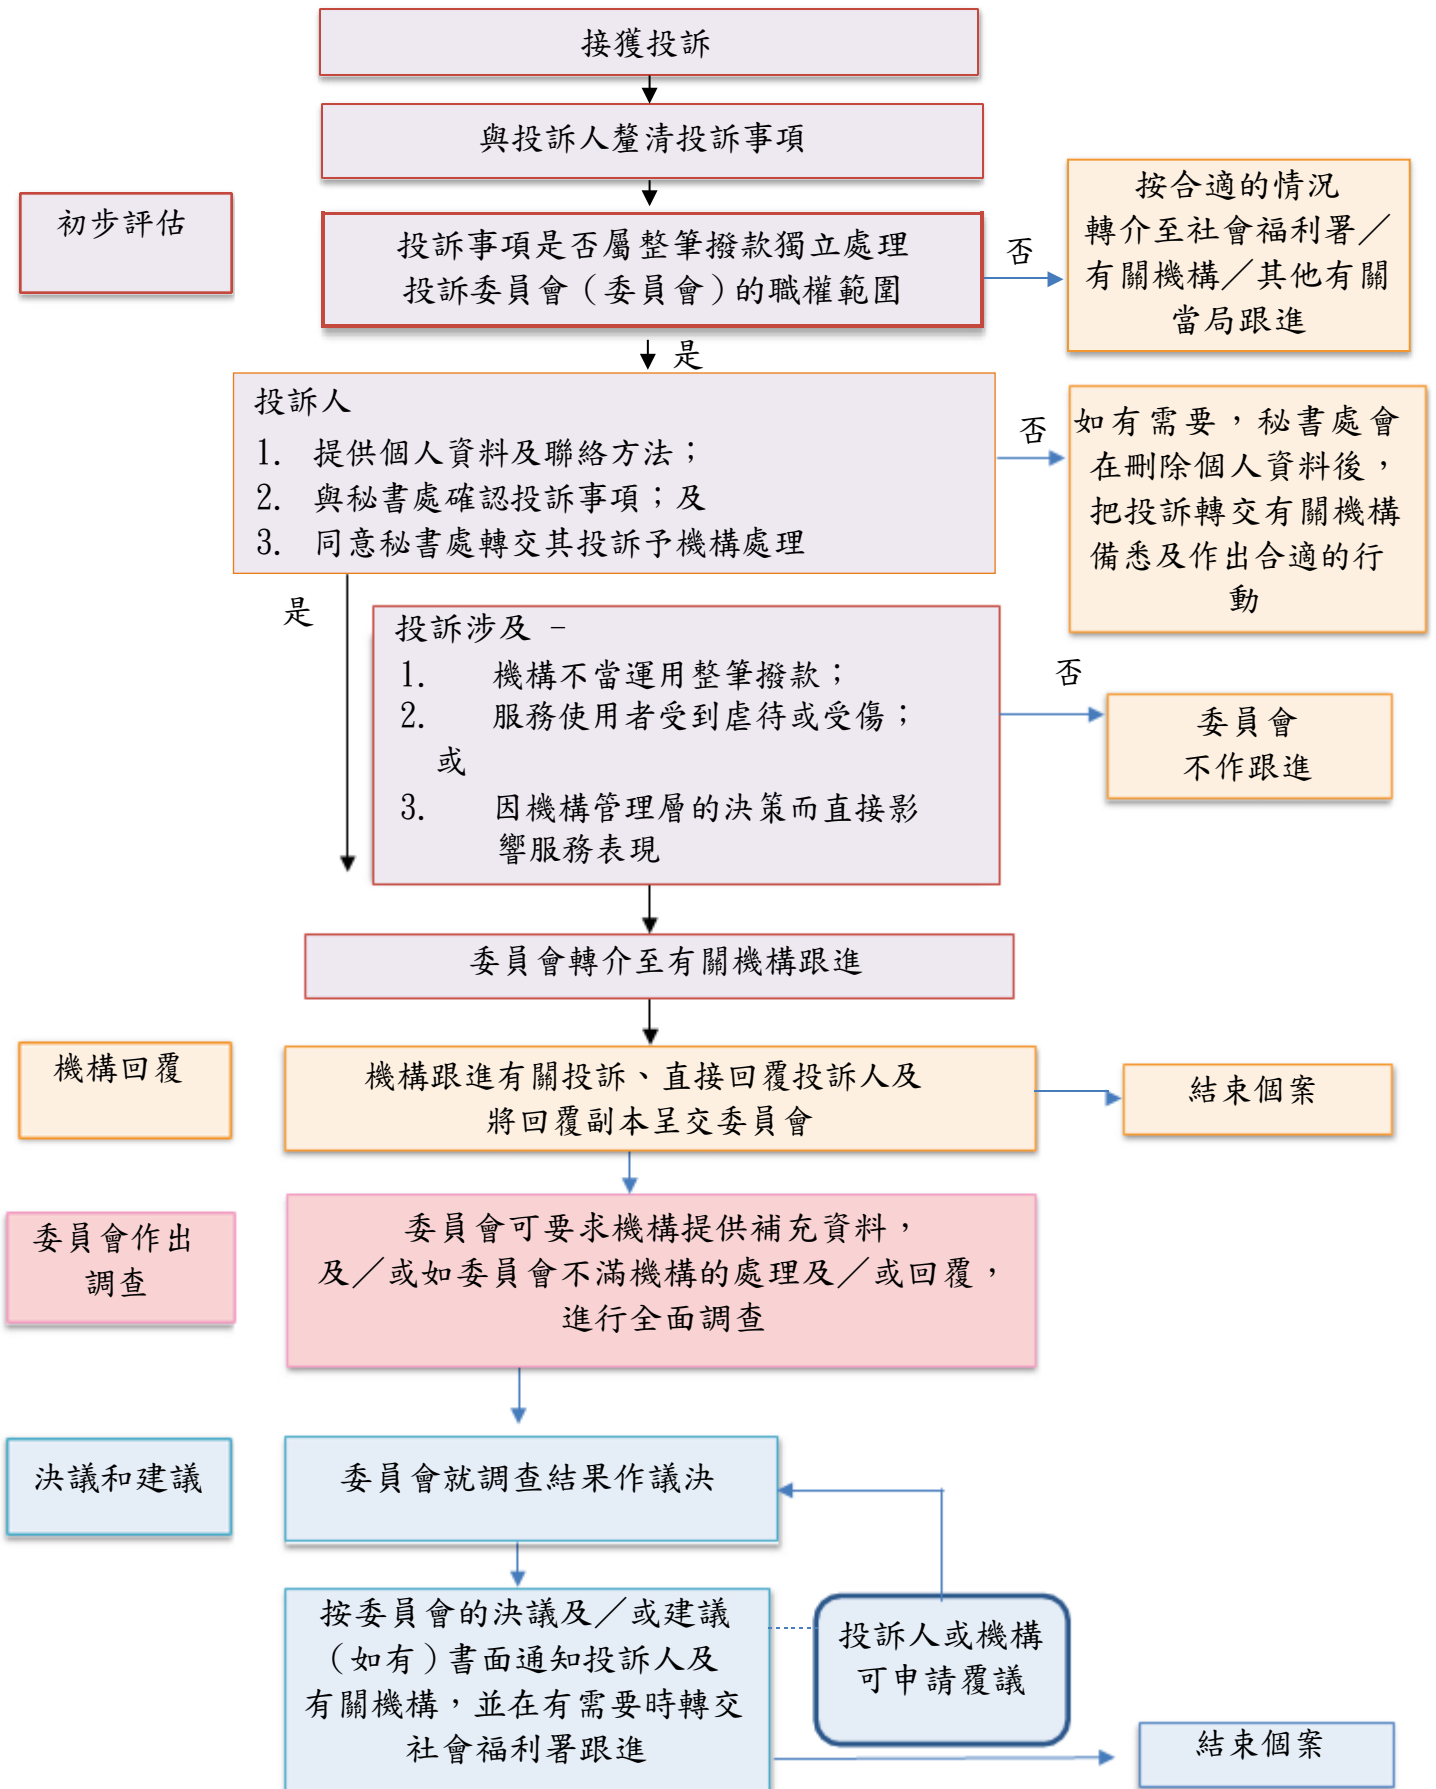 接獲投訴
與投訴人釐清投訴事項
初步評估
投訴事項是否屬整筆撥款獨立處理
投訴委員會（委員會）的職權範圍
否
按合適的情況
轉介至社會福利署／
有關機構／其他有關
當局跟進
是
投訴人
1. 提供個人資料及聯絡方法；
2. 與秘書處確認投訴事項；及
3. 同意秘書處轉交其投訴予機構處理
否
如有需要，秘書處會
在刪除個人資料後，
把投訴轉交有關機構
備悉及作出合適的行
動
是
投訴涉及 –
1. 機構不當運用整筆撥款；
2. 服務使用者受到虐待或受傷；
或
3. 因機構管理層的決策而直接影
響服務表現
否
委員會
不作跟進
委員會轉介至有關機構跟進
機構回覆
機構跟進有關投訴、直接回覆投訴人及
將回覆副本呈交委員會
結束個案
委員會作出
調查
委員會可要求機構提供補充資料，
及／或如委員會不滿機構的處理及／或回覆，
進行全面調查
決議和建議
委員會就調查結果作議決
按委員會的決議及／或建議
（如有）書面通知投訴人及
有關機構，並在有需要時轉交
社會福利署跟進
投訴人或機構
可申請覆議
結束個案